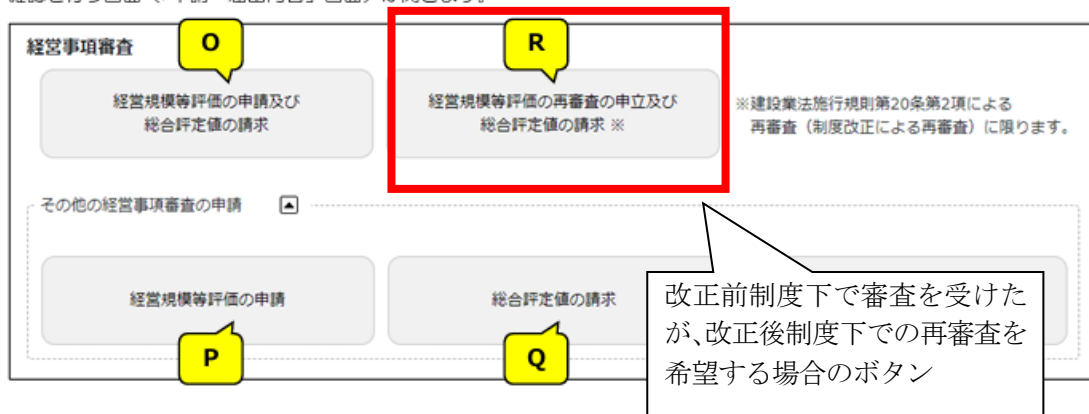 経営事項審査
O
R
経営規模等評価の申請及び
総合評定値の請求
経営規模等評価の再審査の申立及び
総合評定値の請求 ※
※建設業法施行規則第20条第2項による
再審査（制度改正による再審査）に限ります。
その他の経営事項審査の申請
経営規模等評価の申請
総合評定値の請求
P
Q
改正前制度下で審査を受けた
が、改正後制度下での再審査を
希望する場合のボタン